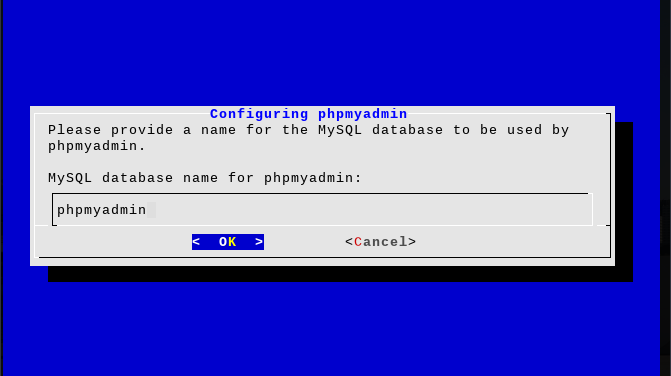 Configuring phpmyadmin
Please provide a name for the MySQL database to be used by
phpmyadmin.
MySQL database name for phpmyadmin:
phpmyadmin
< OK > <Cancel>